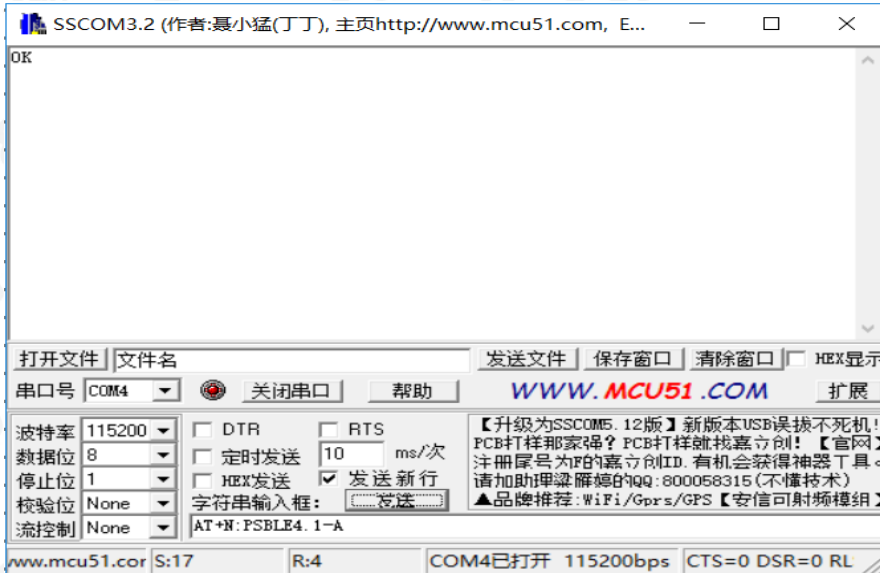 SSCOM3.2 (作者:聂小猛(丁丁), 主页http://www.mcu51.com, E...
OK
打开文件 文件名 发送文件 保存窗口 清除窗口 HEX显示
串口号 COM4 关闭串口 帮助 WWW.MCU51.COM 扩展
波特率 115200 DTR RTS
数据位 8 定时发送 10 ms/次
停止位 1 HEX发送 发送新行
校验位 None 字符串输入框: 发送
流控制 None AT+N:PSBLE4.1-A
【升级为SSCOM5.12版】新版本USB误拔不死机!
PCB打样那家强? PCB打样就找嘉立创! 【官网】
注册尾号为F的嘉立创ID.有机会获得神器丁具
请加助理梁雁婷的QQ:800058315(不懂技术)
▲品牌推荐:WiFi/Gprs/GPS【安信可射频模组】
www.mcu51.cor S:17 R:4 COM4已打开 115200bps CTS=0 DSR=0 RL